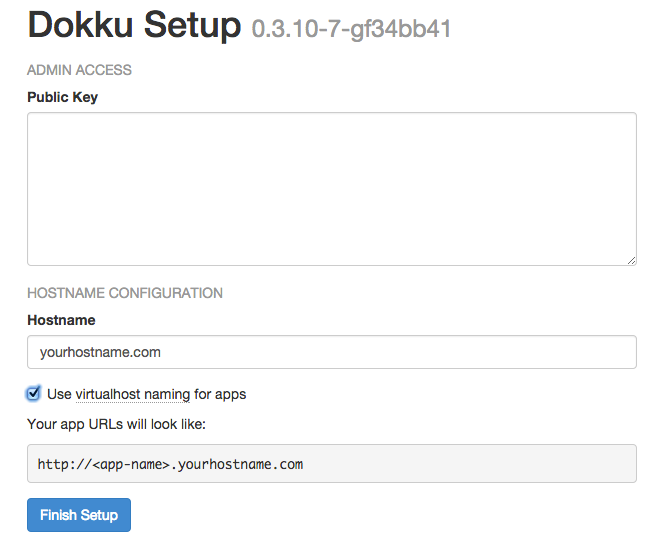 Dokku Setup 0.3.10-7-gf34bb41
ADMIN ACCESS
Public Key
HOSTNAME CONFIGURATION
Hostname
yourhostname.com
Use virtualhost naming for apps
Your app URLs will look like:
http://<app-name>.yourhostname.com
Finish Setup